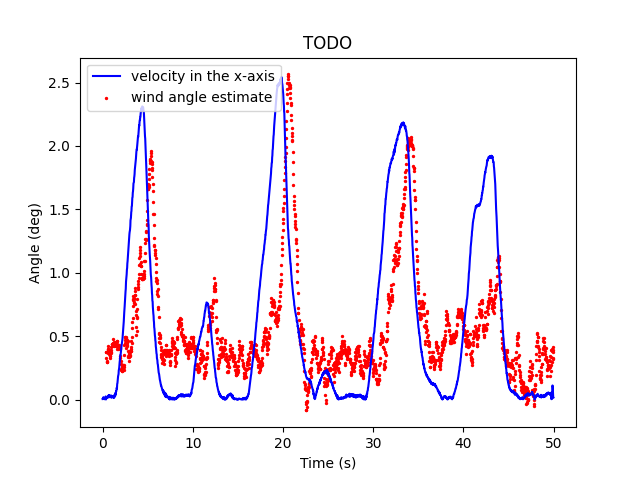 TODO
velocity in the x-axis
wind angle estimate
Angle (deg)
2.5
2.0
1.5
1.0
0.5
0.0
0 10 20 30 40 50
Time (s)